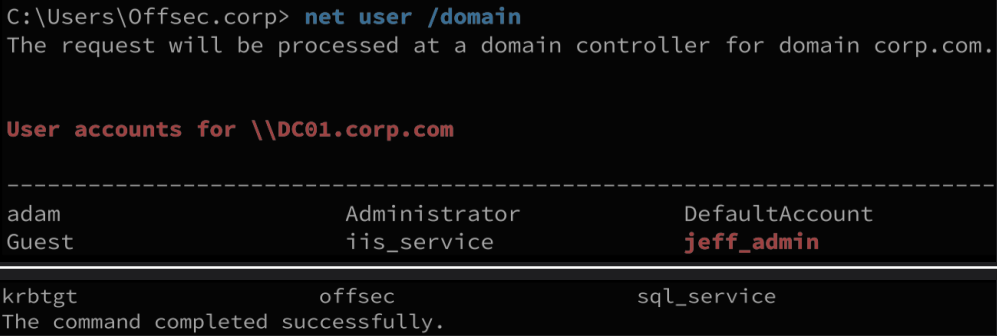 C:\Users\Offsec.corp> net user /domain
The request will be processed at a domain controller for domain corp.com.
User accounts for \\DC01.corp.com
-------------------------------------------------------------------------------
adam Administrator DefaultAccount
Guest iis_service jeff_admin
krbtgt offsec sql_service
The command completed successfully.